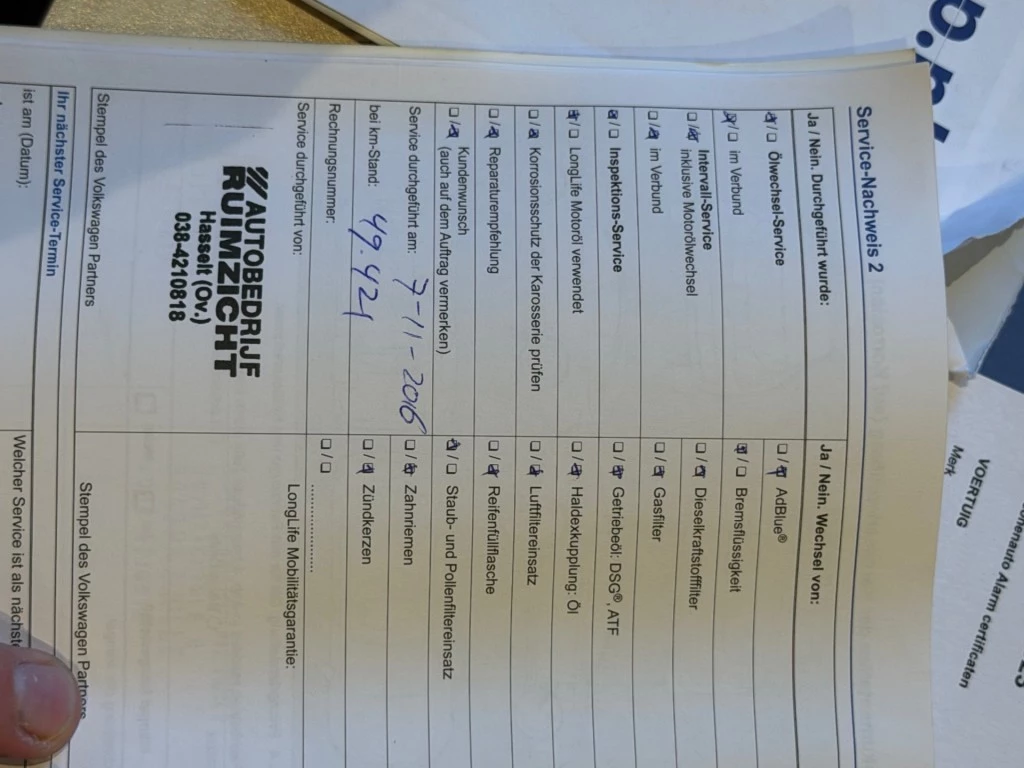 Service-Nachweis 2
Ja / Nein. Durchgeführt wurde:
☒/☐ Ölwechsel-Service
☒/☐ im Verbund
☐/☒ Intervall-Service
inklusive Motorölwechsel
☐/☒ im Verbund
☒/☐ Inspektions-Service
☒/☐ LongLife Motoröl verwendet
☐/☒ Korrosionsschutz der Karosserie prüfen
☐/☒ Reparaturempfehlung
☐/☒ Kundenwunsch
(auch auf dem Auftrag vermerken)
Service durchgeführt am: 7-11-2016
bei km-Stand: 49.421
Rechnungsnummer:
Service durchgeführt von:
AUTOBEDRIJF
RUIMZICHT
Hasselt (Ov.)
038-4210818
Stempel des Volkswagen Partners
Ja / Nein. Wechsel von:
☐/☒ AdBlue®
☒/☐ Bremsflüssigkeit
☐/☒ Dieselkraftstofffilter
☐/☒ Gasfilter
☐/☒ Getriebeöl: DSG®, ATF
☐/☒ Haldexkupplung: Öl
☐/☒ Luftfiltereinsatz
☐/☒ Reifenfüllflasche
☒/☐ Staub- und Pollenfiltereinsatz
☐/☒ Zahnriemen
☐/☒ Zündkerzen
☐/☐ ....................
LongLife Mobilitätsgarantie:
Stempel des Volkswagen Partners
Ihr nächster Service-Termin
ist am (Datum):
Welcher Service ist als nächste
VOERTUIG
Merk
Alarm certificaten